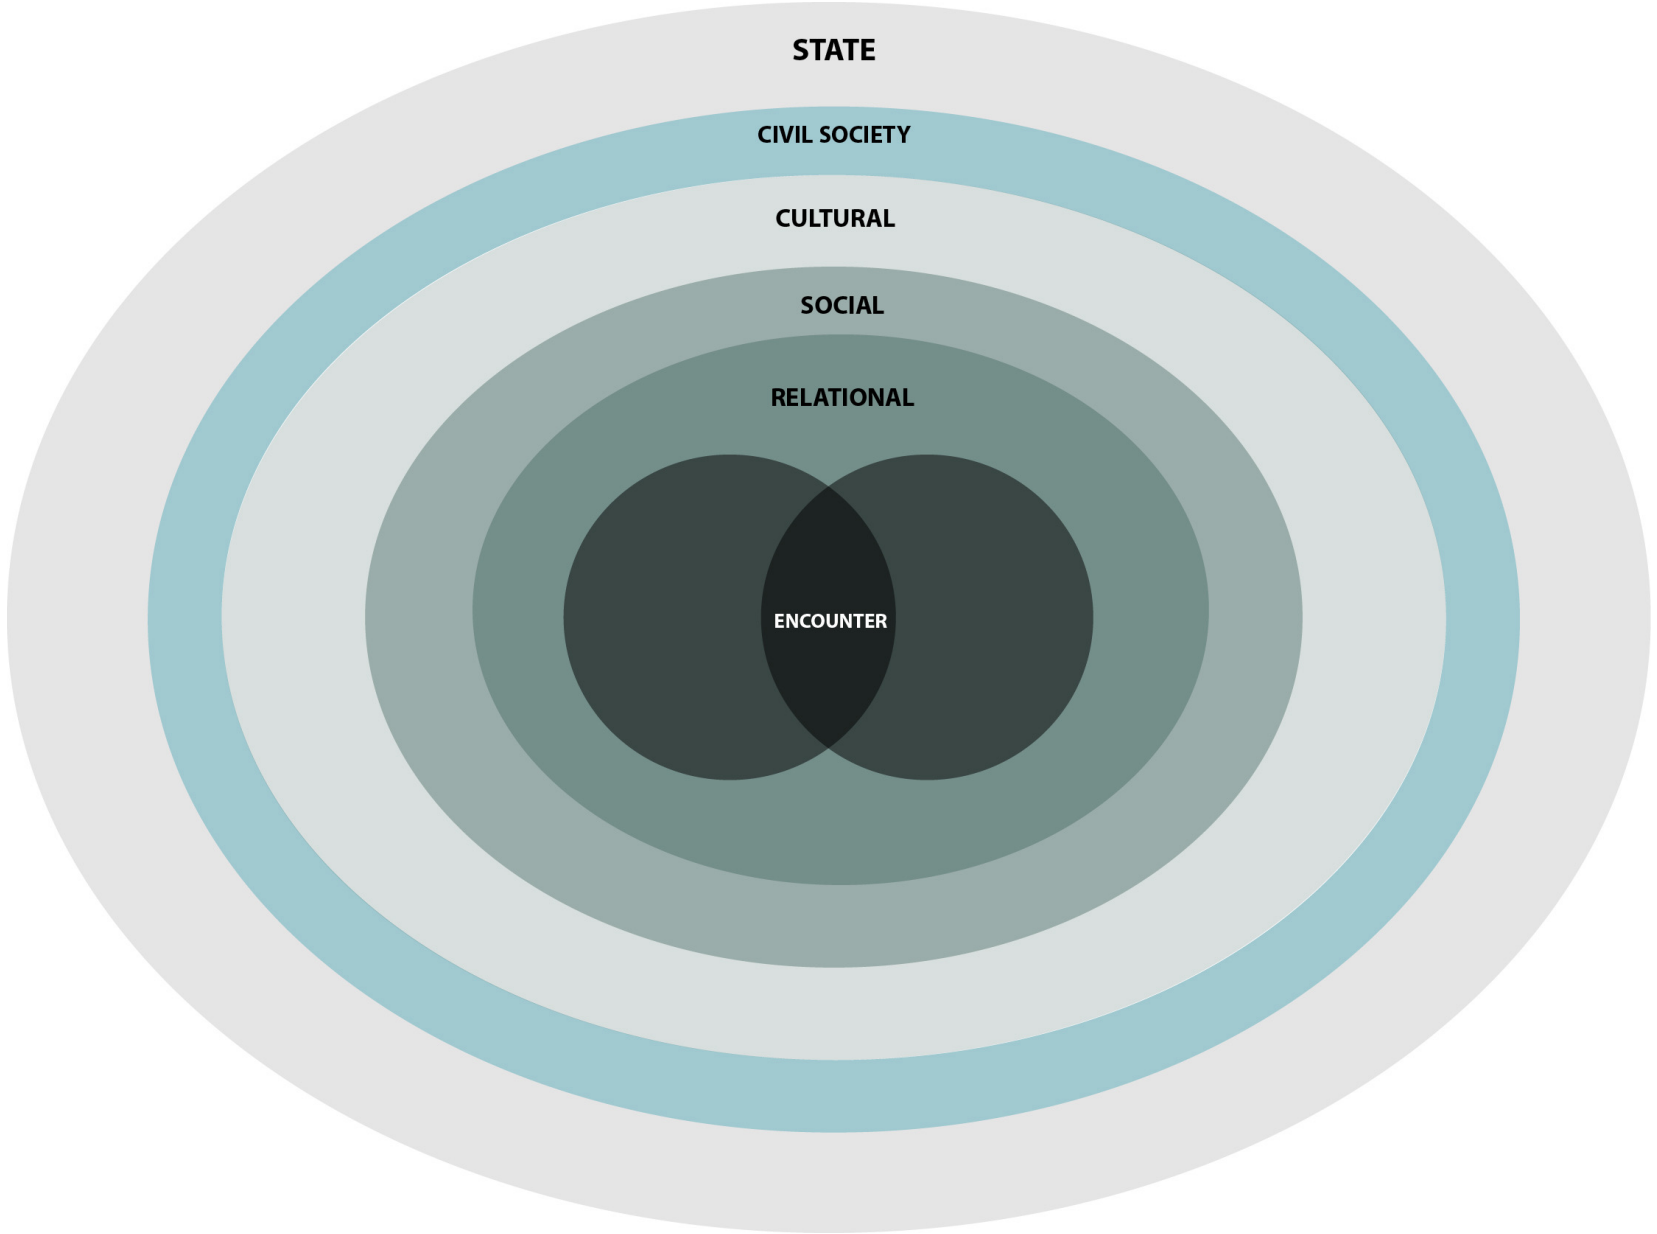 STATE
CIVIL SOCIETY
CULTURAL
SOCIAL
RELATIONAL
ENCOUNTER